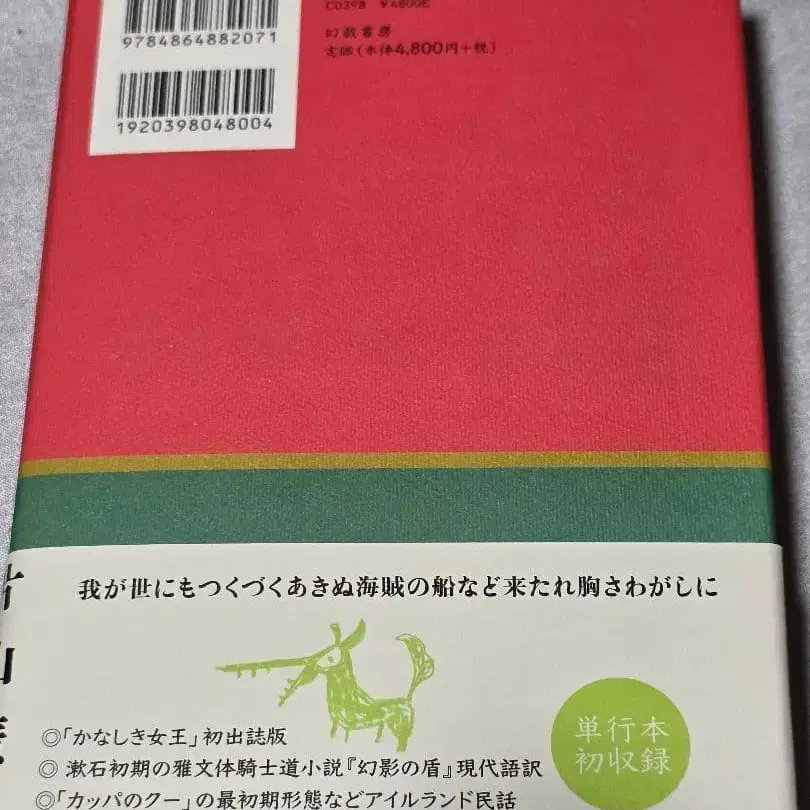 9784864882071
1920398048004
C0398 ¥4800E
幻戯書房
定価(本体4,800円+税)
我が世にもつくづくあきぬ海賊の船など来たれ胸さわがしに
単行本
初収録
◎「かなしき女王」初出誌版
◎ 漱石初期の雅文体騎士道小説『幻影の盾』現代語訳
◎「カッパのクー」の最初期形態などアイルランド民話
片山廣